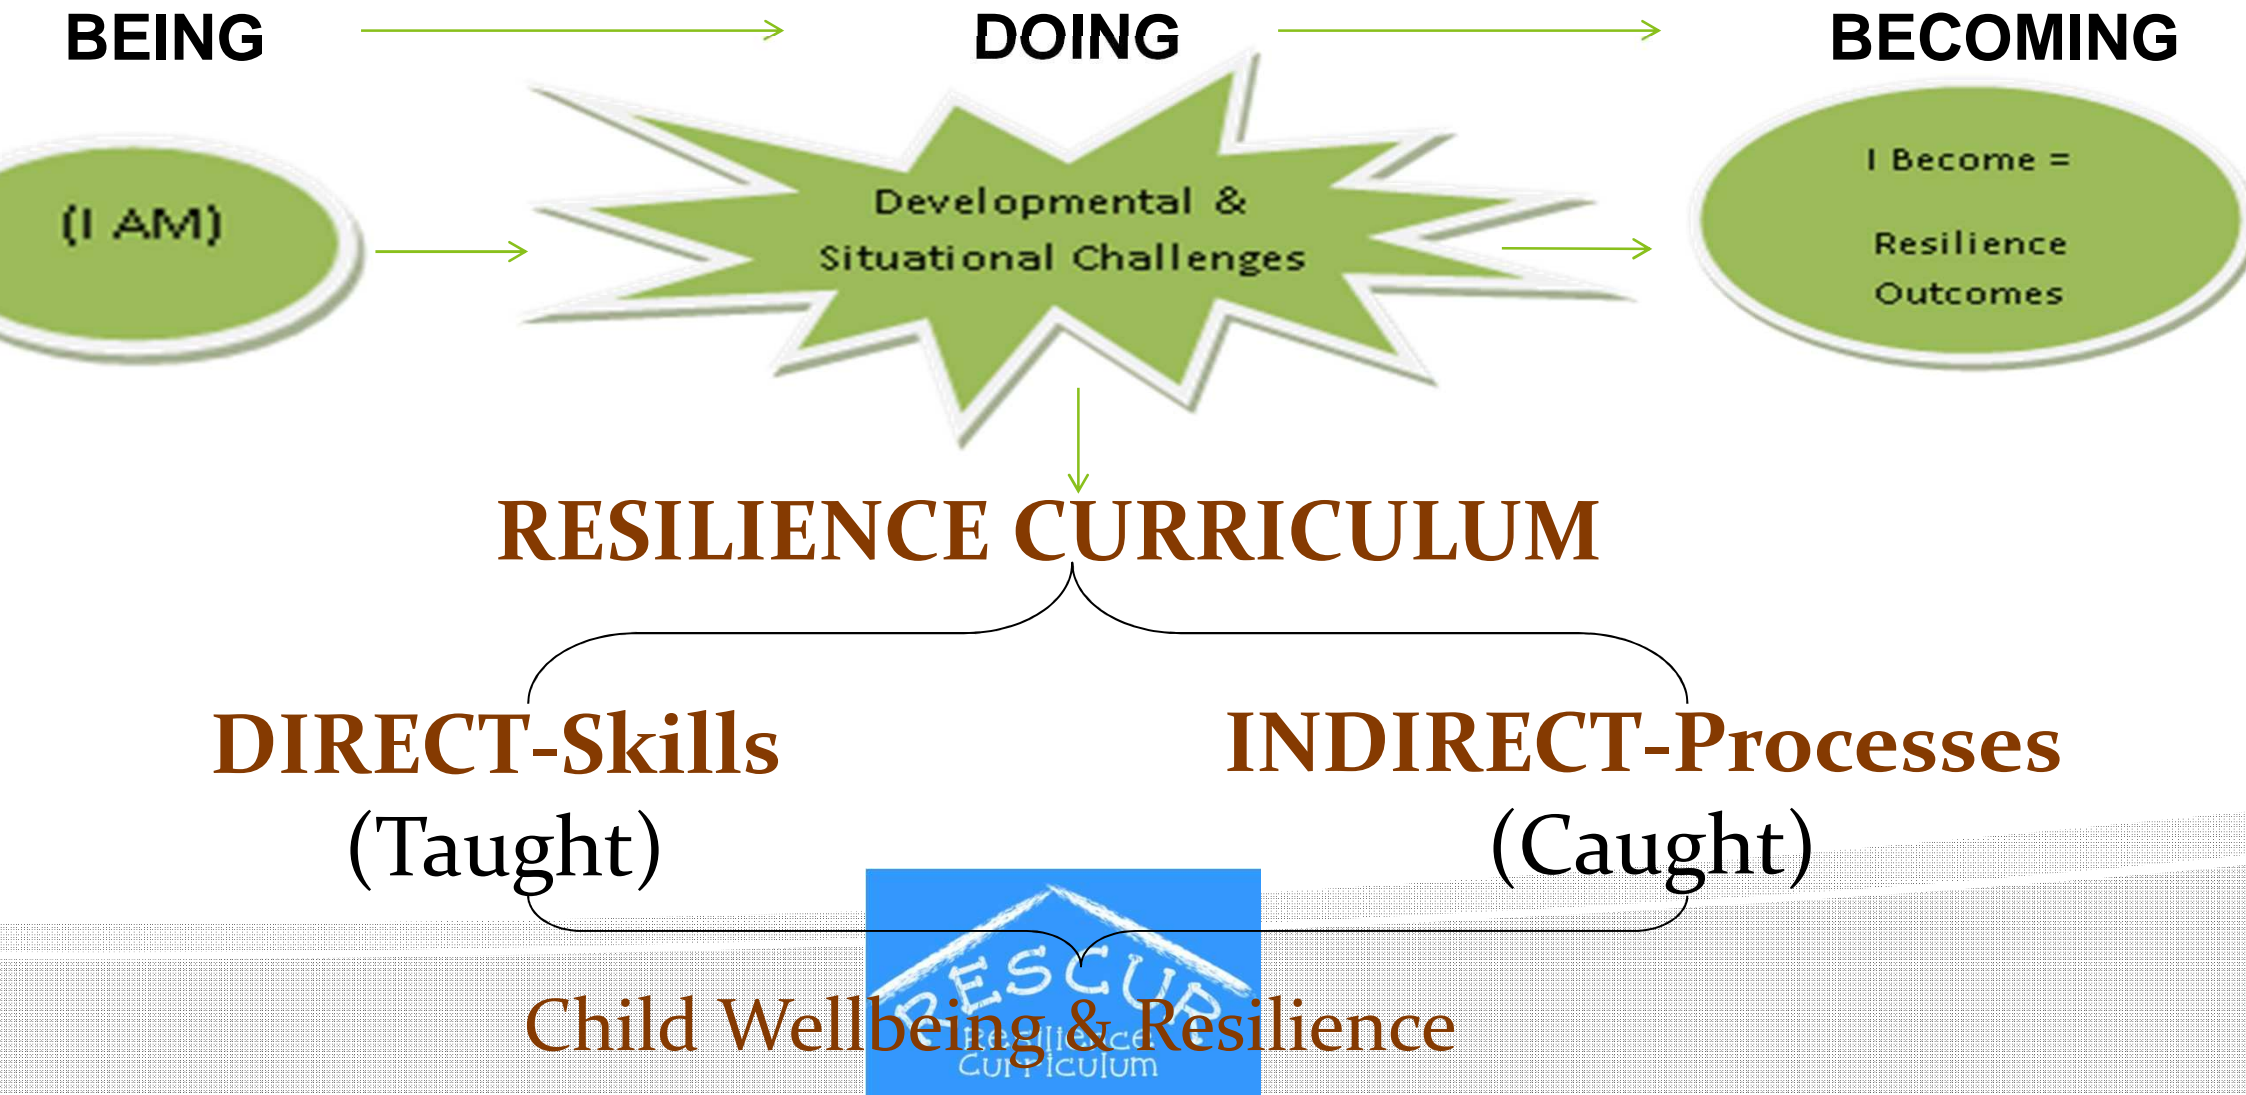 BEING
DOING
BECOMING
(I AM)
Developmental &
Situational Challenges
I Become =
Resilience
Outcomes
RESILIENCE CURRICULUM
DIRECT-Skills
(Taught)
INDIRECT-Processes
(Caught)
RESCUR
Child Wellbeing & Resilience
Resilience
Curriculum